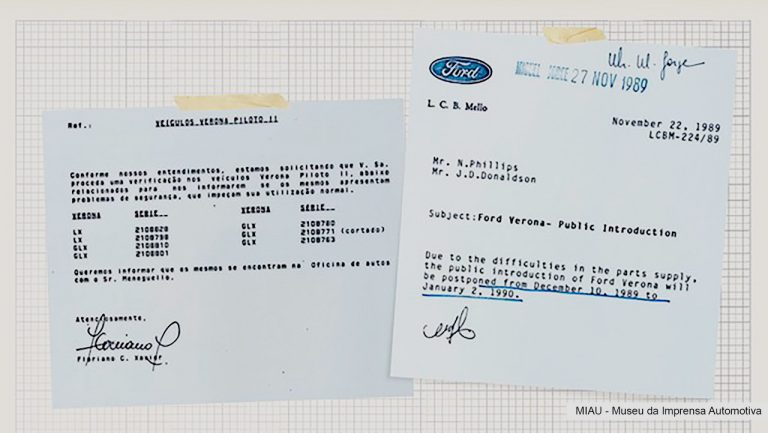 Ref.: VEÍCULOS VERONA PILOTO II
Conforme nossos entendimentos, estamos solicitando que V. Sa.
proceda uma verificação nos veículos Verona Piloto II, abaixo
relacionados para nos informarem se os mesmos apresentam
problemas de segurança, que impeçam sua utilização normal.
VERONA SÉRIE VERONA SÉRIE
LX 2108628 GLX 2108760
LX 2108798 GLX 2108771 (cortado)
GLX 2108810 GLX 2108763
GLX 2108801
Queremos informar que os mesmos se encontram na Oficina de autos
com o Sr. Meneguello.
Atenciosamente,
Floriano C. Xavier
Ford
MIGUEL JORGE 27 NOV 1989
L. C. B. Mello
November 22, 1989
LCBM-224/89
Mr. N.Phillips
Mr. J.D.Donaldson
Subject:Ford Verona- Public Introduction
Due to the difficulties in the parts supply,
the public introduction of Ford Verona will
be postponed from December 10, 1989 to
January 2, 1990.
MIAU - Museu da Imprensa Automotiva